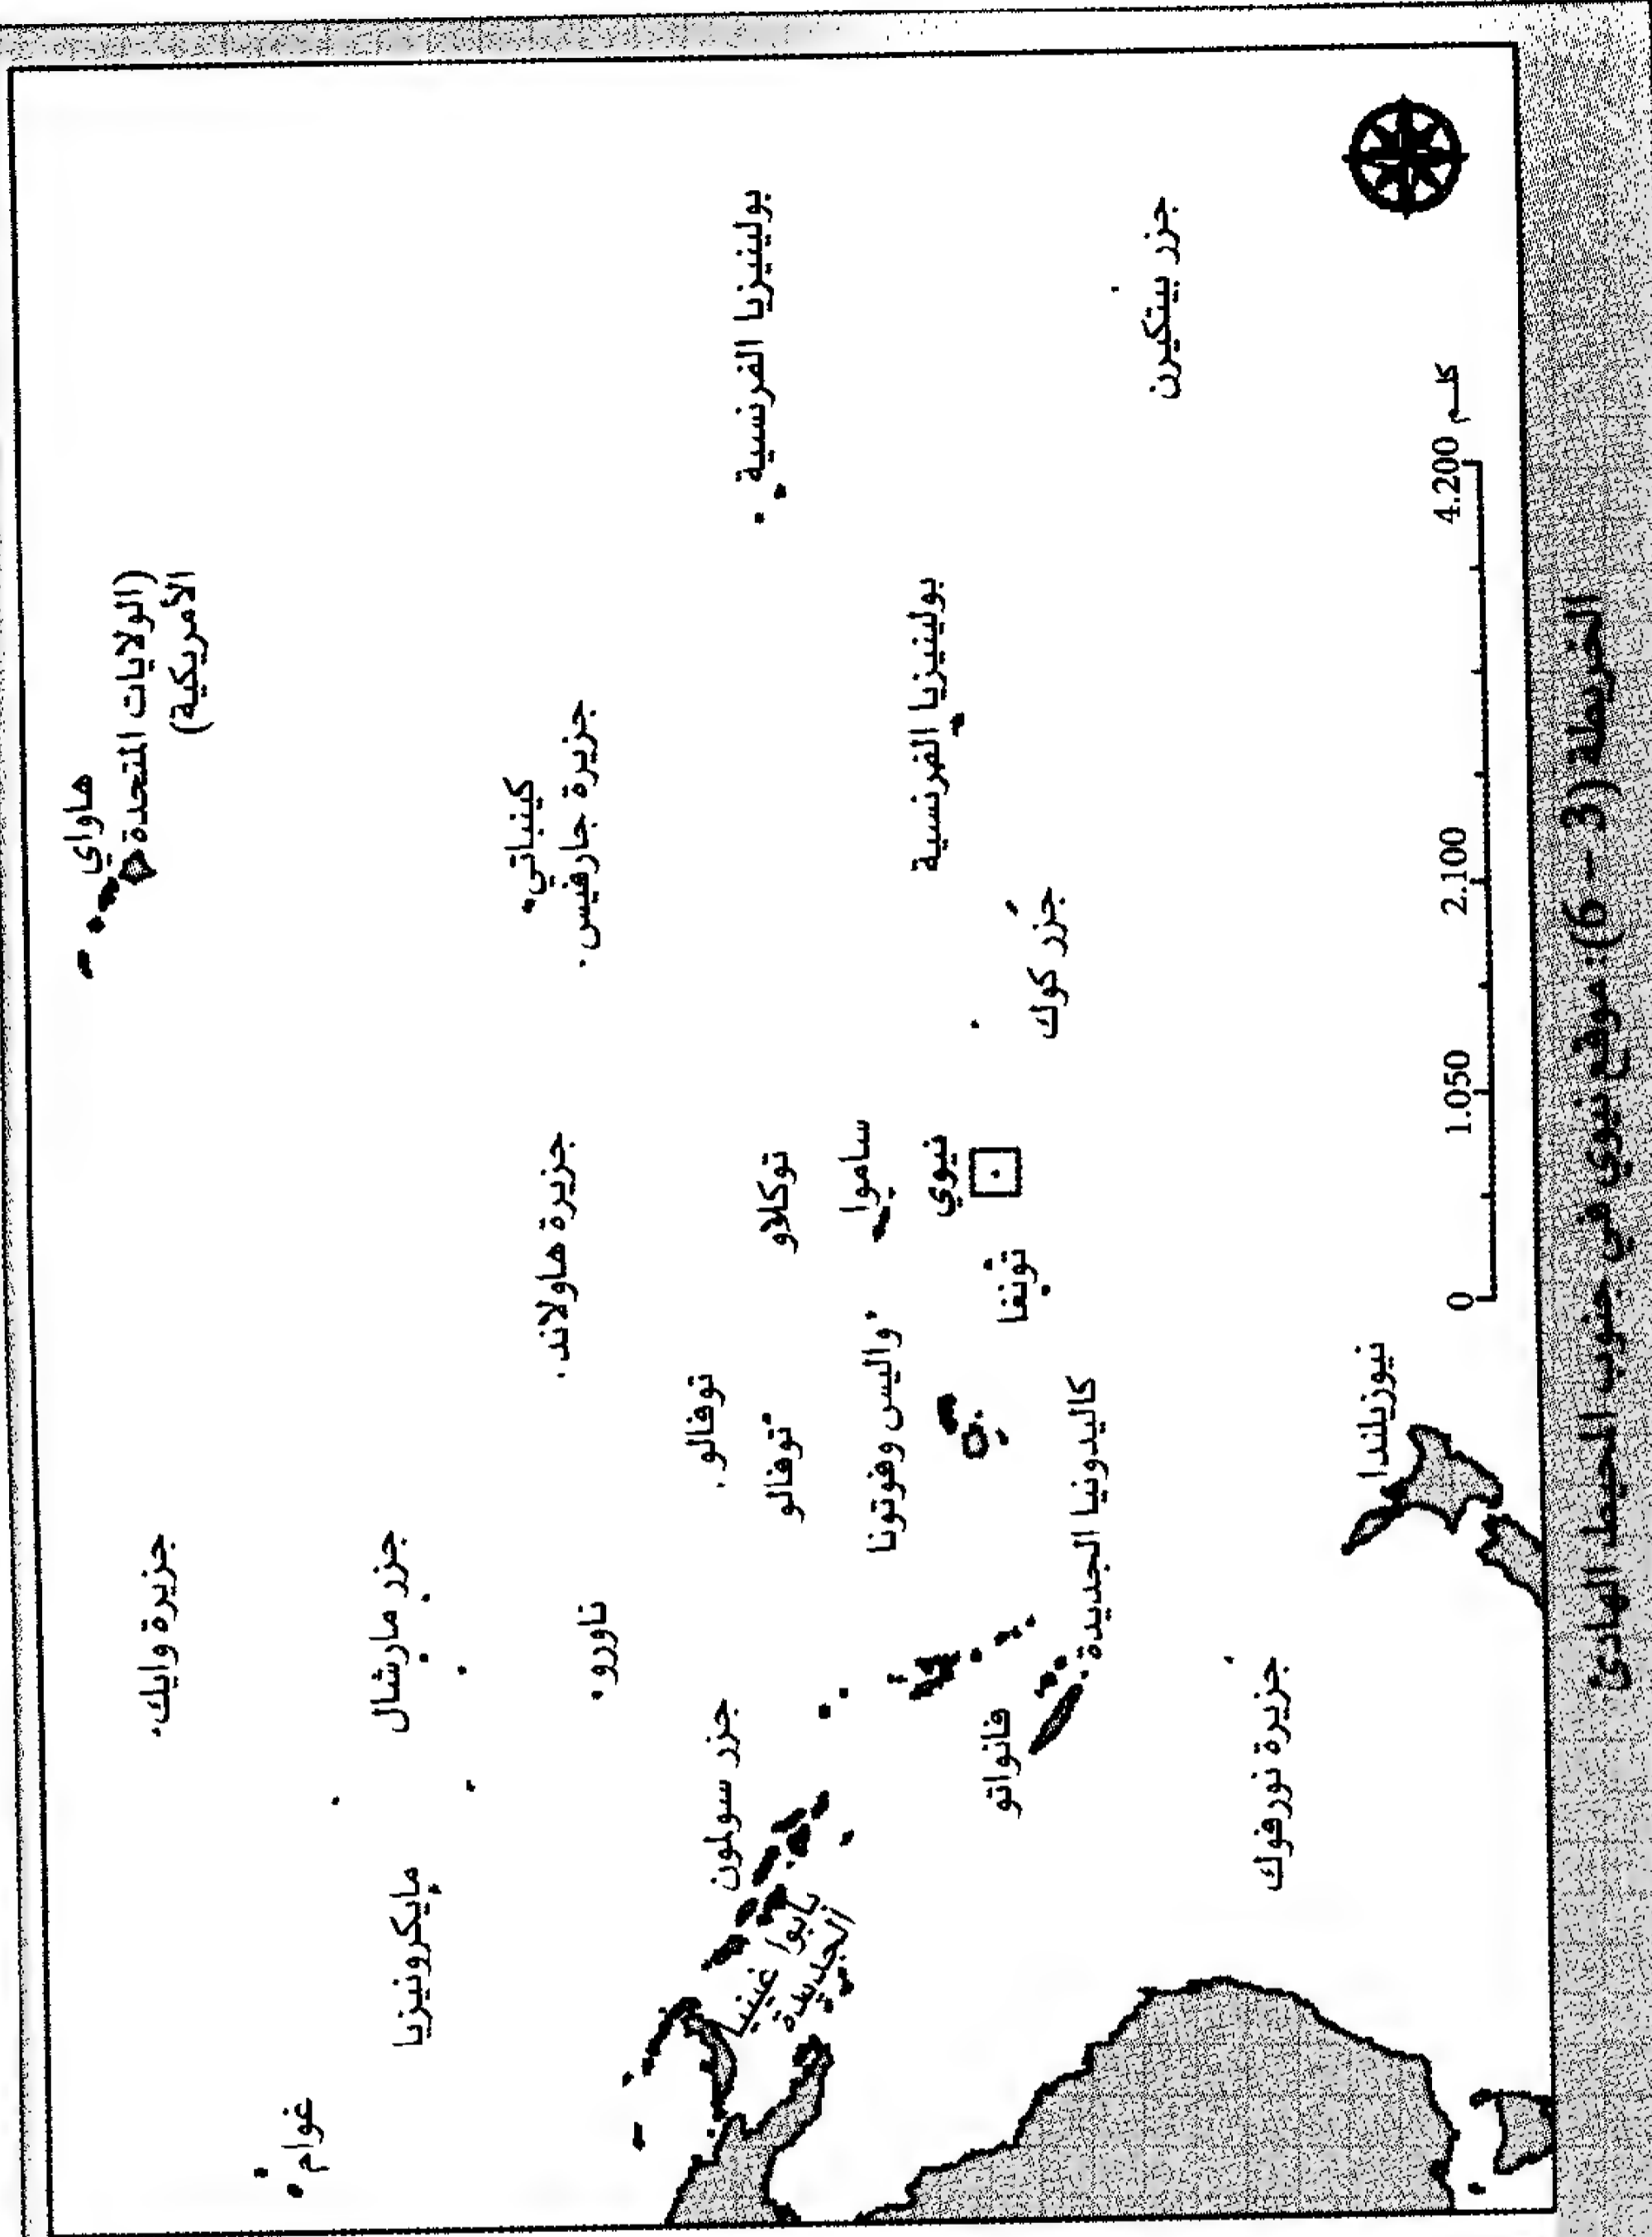 هاواي
(الولايات المتحدة
الأمريكية)
جزيرة وايك
غوام
جزر مارشال
مايكرونيزيا
كينباتي
جزيرة جارفيس
جزيرة هاولاند
ناورو
توفالو
جزر سولمون
بولينيزيا الفرنسية
توكلاو
توفالو
بابوا غينيا
الجديدة
ساموا
واليس وفوتونا
بولينيزيا الفرنسية
نيوي
تونغا
فانواتو
جزر كوك
كاليدونيا الجديدة
جزر بيتكيرن
جزيرة نورفوك
نيوزيلندا
0 1.050 2.100 4.200 كلم
الخريطة (3 - 6): موقع نيوي في جنوب المحيط الهادئ